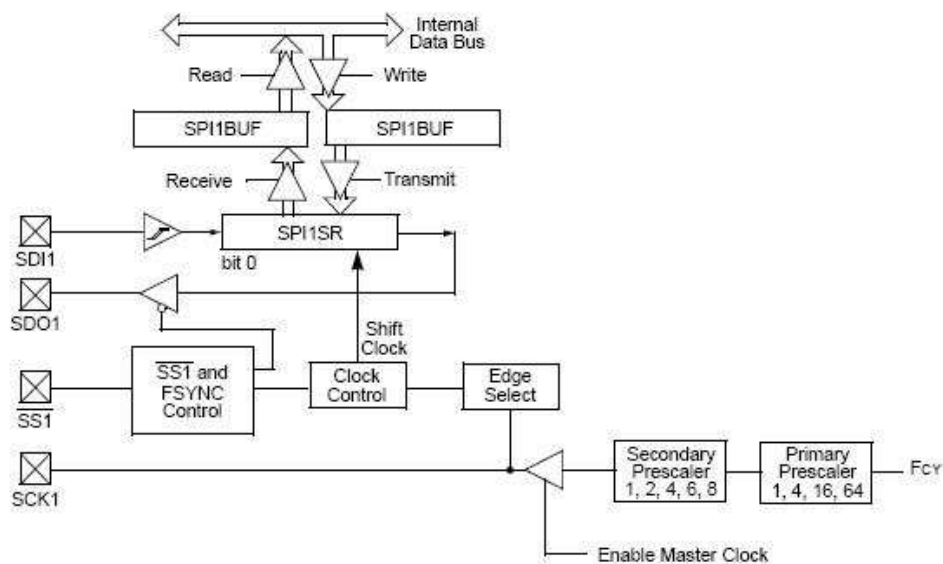 Internal
Data Bus
Read
Write
SPI1BUF
SPI1BUF
Receive
Transmit
SPI1SR
SDI1
bit 0
SDO1
Shift
Clock
SS1 and
FSYNC
Control
Clock
Control
Edge
Select
SS1
Secondary
Prescaler
1, 2, 4, 6, 8
Primary
Prescaler
1, 4, 16, 64
FCY
SCK1
Enable Master Clock